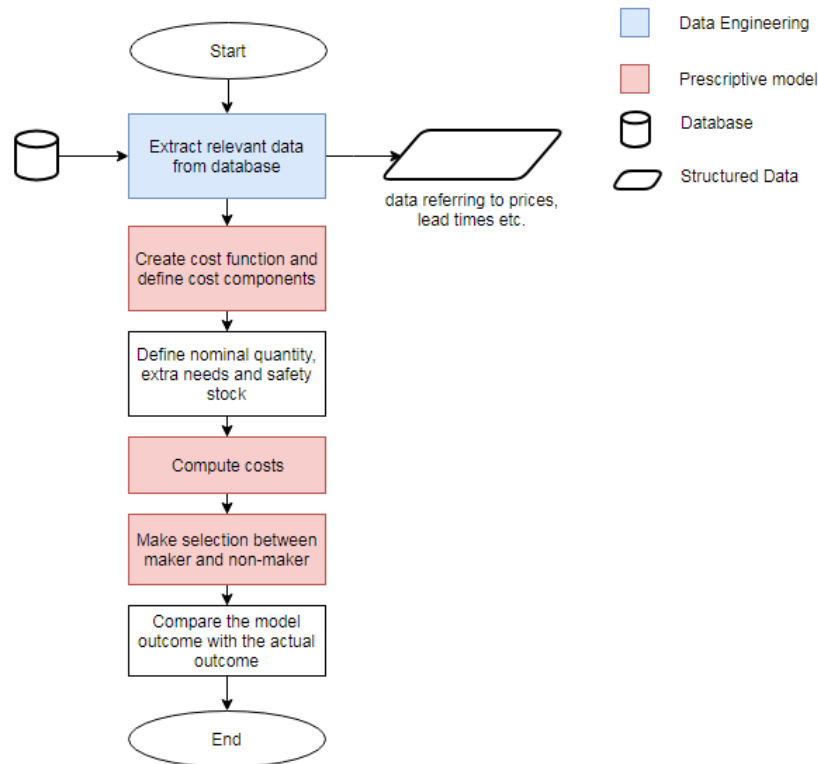 Start
Data Engineering
Prescriptive model
Database
Structured Data
Extract relevant data
from database
data referring to prices,
lead times etc.
Create cost function and
define cost components
Define nominal quantity,
extra needs and safety
stock
Compute costs
Make selection between
maker and non-maker
Compare the model
outcome with the actual
outcome
End